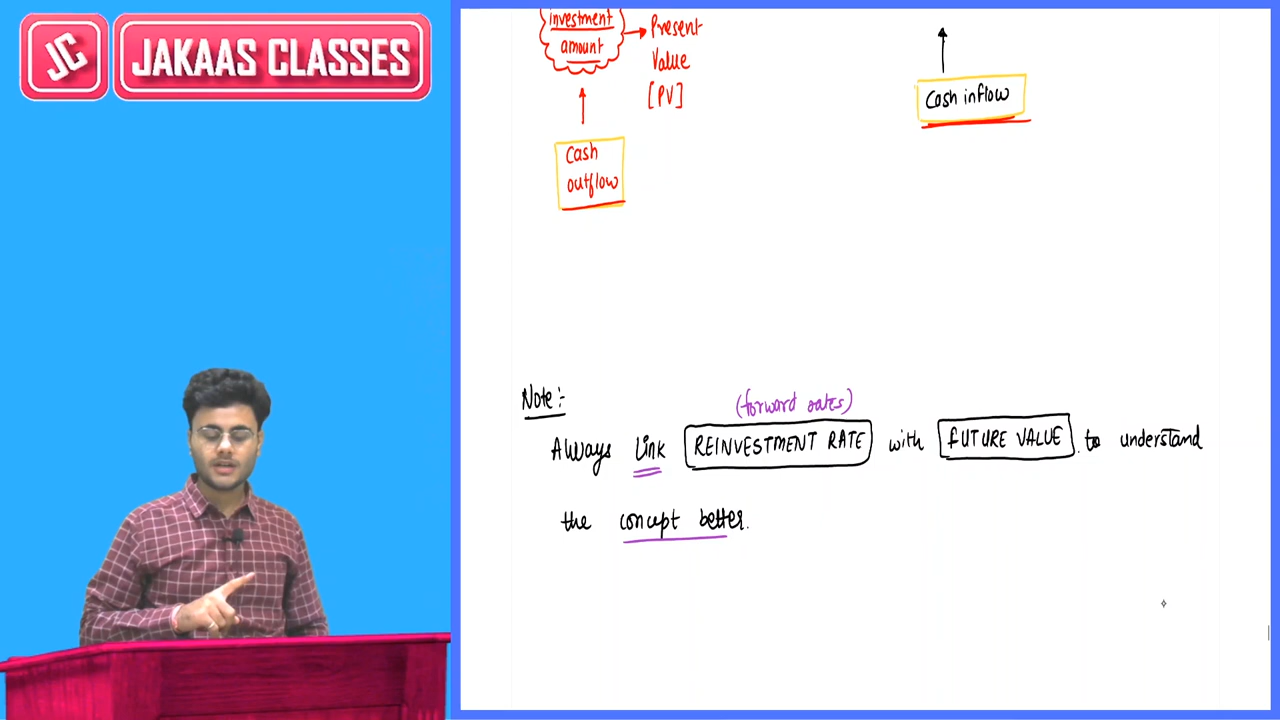 JC
JAKAAS CLASSES
investment
amount
Present
Value
[PV]
Cash
outflow
Cash inflow
Note:-
(forward rates)
Always link REINVESTMENT RATE with FUTURE VALUE to understand
the concept better.